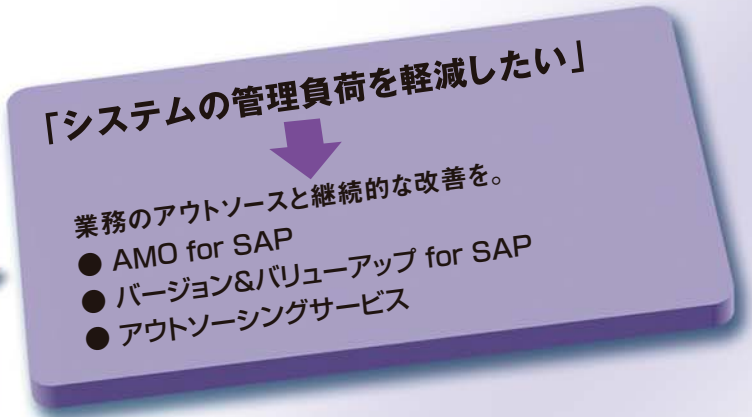 「システムの管理負荷を軽減したい」
業務のアウトソースと継続的な改善を。
● AMO for SAP
● バージョン&バリューアップ for SAP
● アウトソーシングサービス